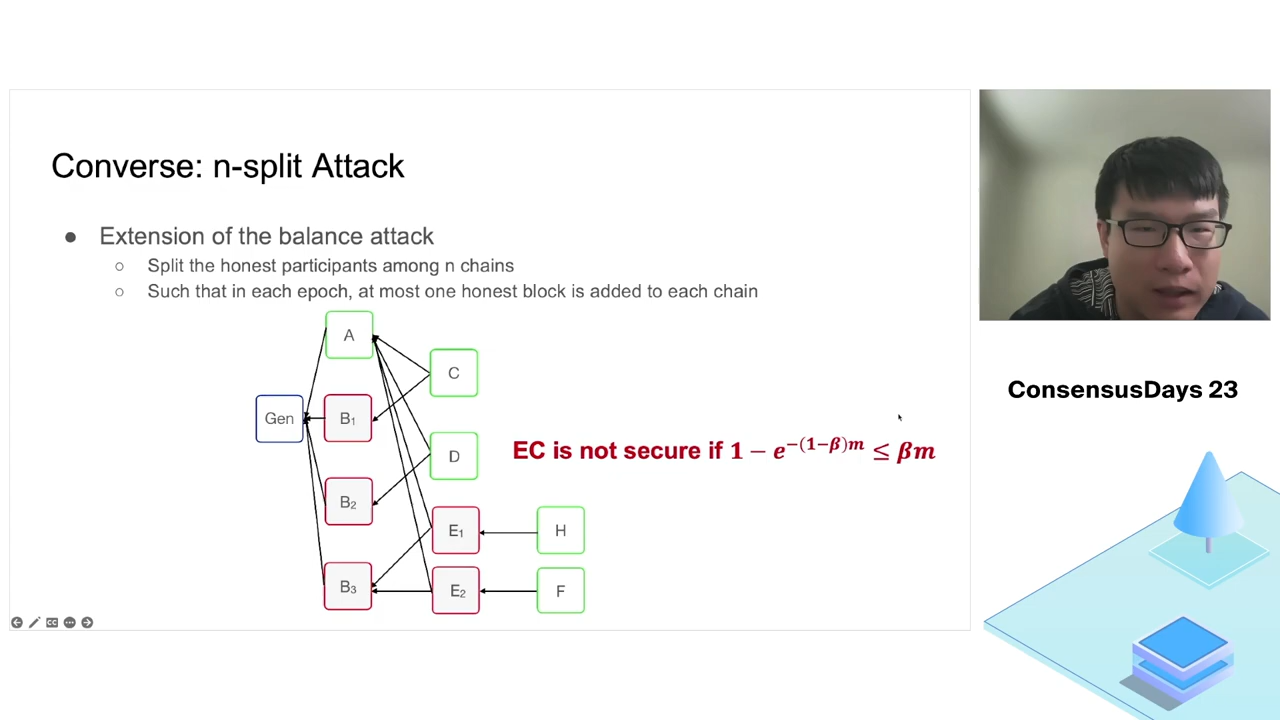 Converse: n-split Attack
● Extension of the balance attack
○ Split the honest participants among n chains
○ Such that in each epoch, at most one honest block is added to each chain
A
C
Gen
B₁
D
EC is not secure if 1 − e^{−(1−β)m} ≤ βm
B₂
E₁
H
B₃
E₂
F
CC
ConsensusDays 23